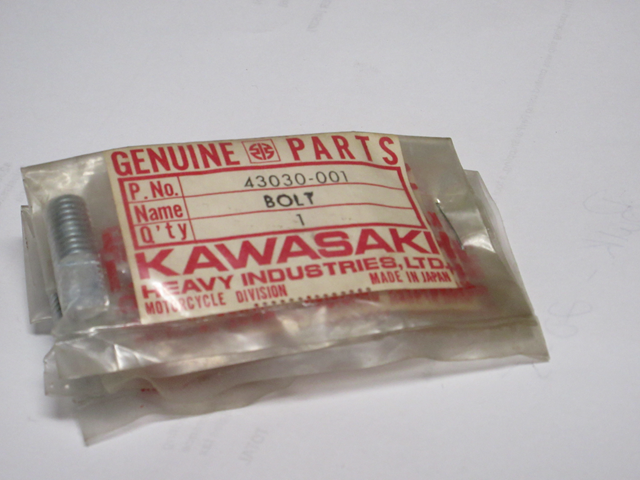 GENUINE PARTS
P.No. 43030-001
Name BOLT
Q'ty 1
KAWASAKI
HEAVY INDUSTRIES, LTD.
MOTORCYCLE DIVISION MADE IN JAPAN